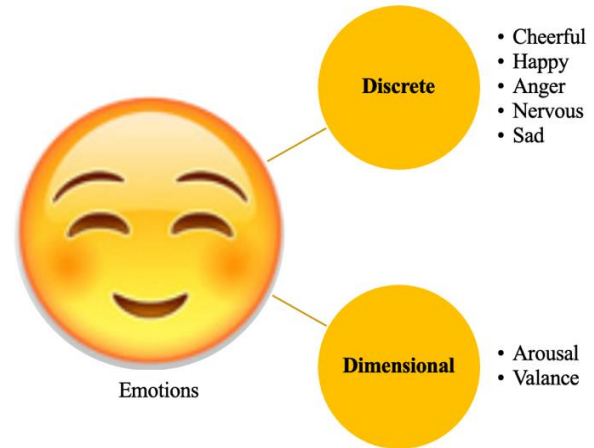 Discrete
• Cheerful
• Happy
• Anger
• Nervous
• Sad
Emotions
Dimensional
• Arousal
• Valance